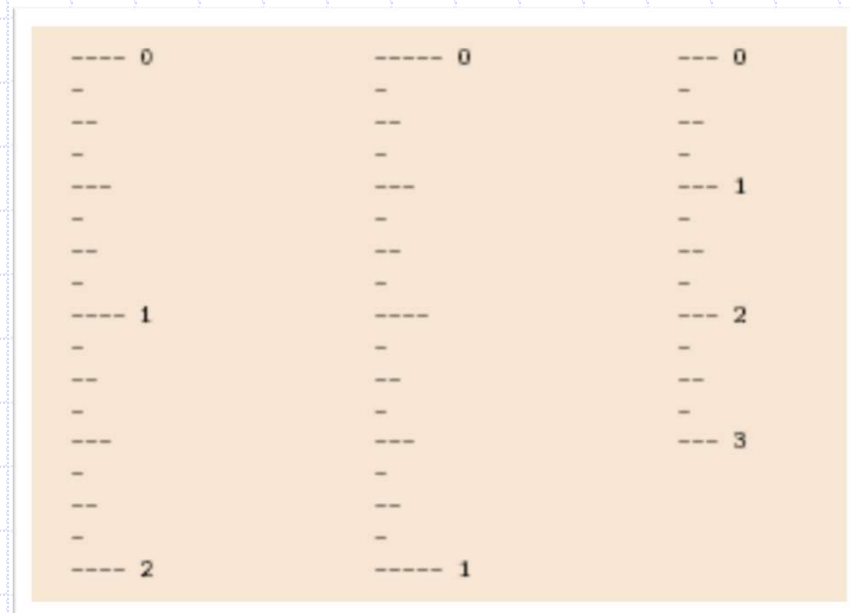 ---- 0          ----- 0          --- 0
-               -                -
--              --               --
-               -                -
---             ---              --- 1
-               -                -
--              --               --
-               -                -
---- 1          ----             --- 2
-               -                -
--              --               --
-               -                -
---             ---              --- 3
-               -
--              --
-               -
---- 2          ----- 1